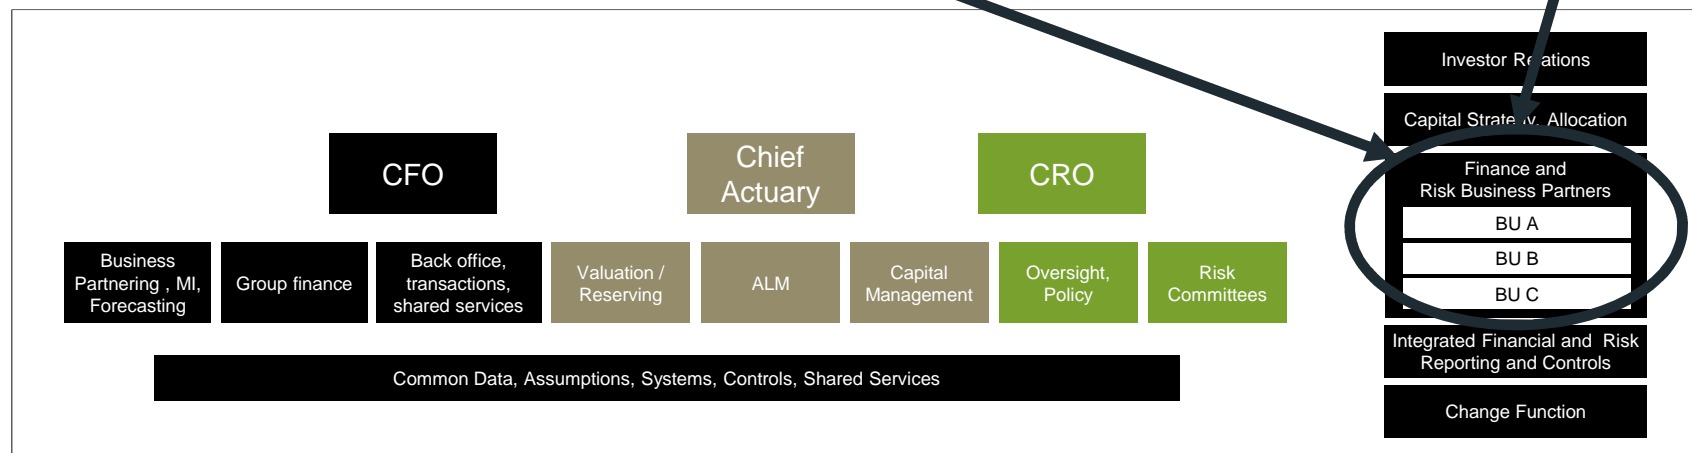 CFO
Chief
Actuary
CRO
Business
Partnering , MI,
Forecasting
Group finance
Back office,
transactions,
shared services
Valuation /
Reserving
ALM
Capital
Management
Oversight,
Policy
Risk
Committees
Common Data, Assumptions, Systems, Controls, Shared Services
Investor Relations
Capital Strategy, Allocation
Finance and
Risk Business Partners
BU A
BU B
BU C
Integrated Financial and Risk
Reporting and Controls
Change Function